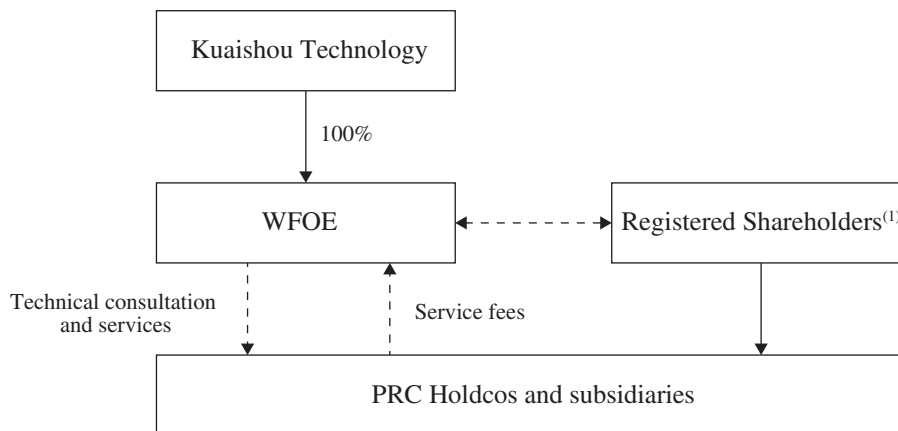 Kuaishou Technology
100%
WFOE
Registered Shareholders(1)
Technical consultation
and services
Service fees
PRC Holdcos and subsidiaries